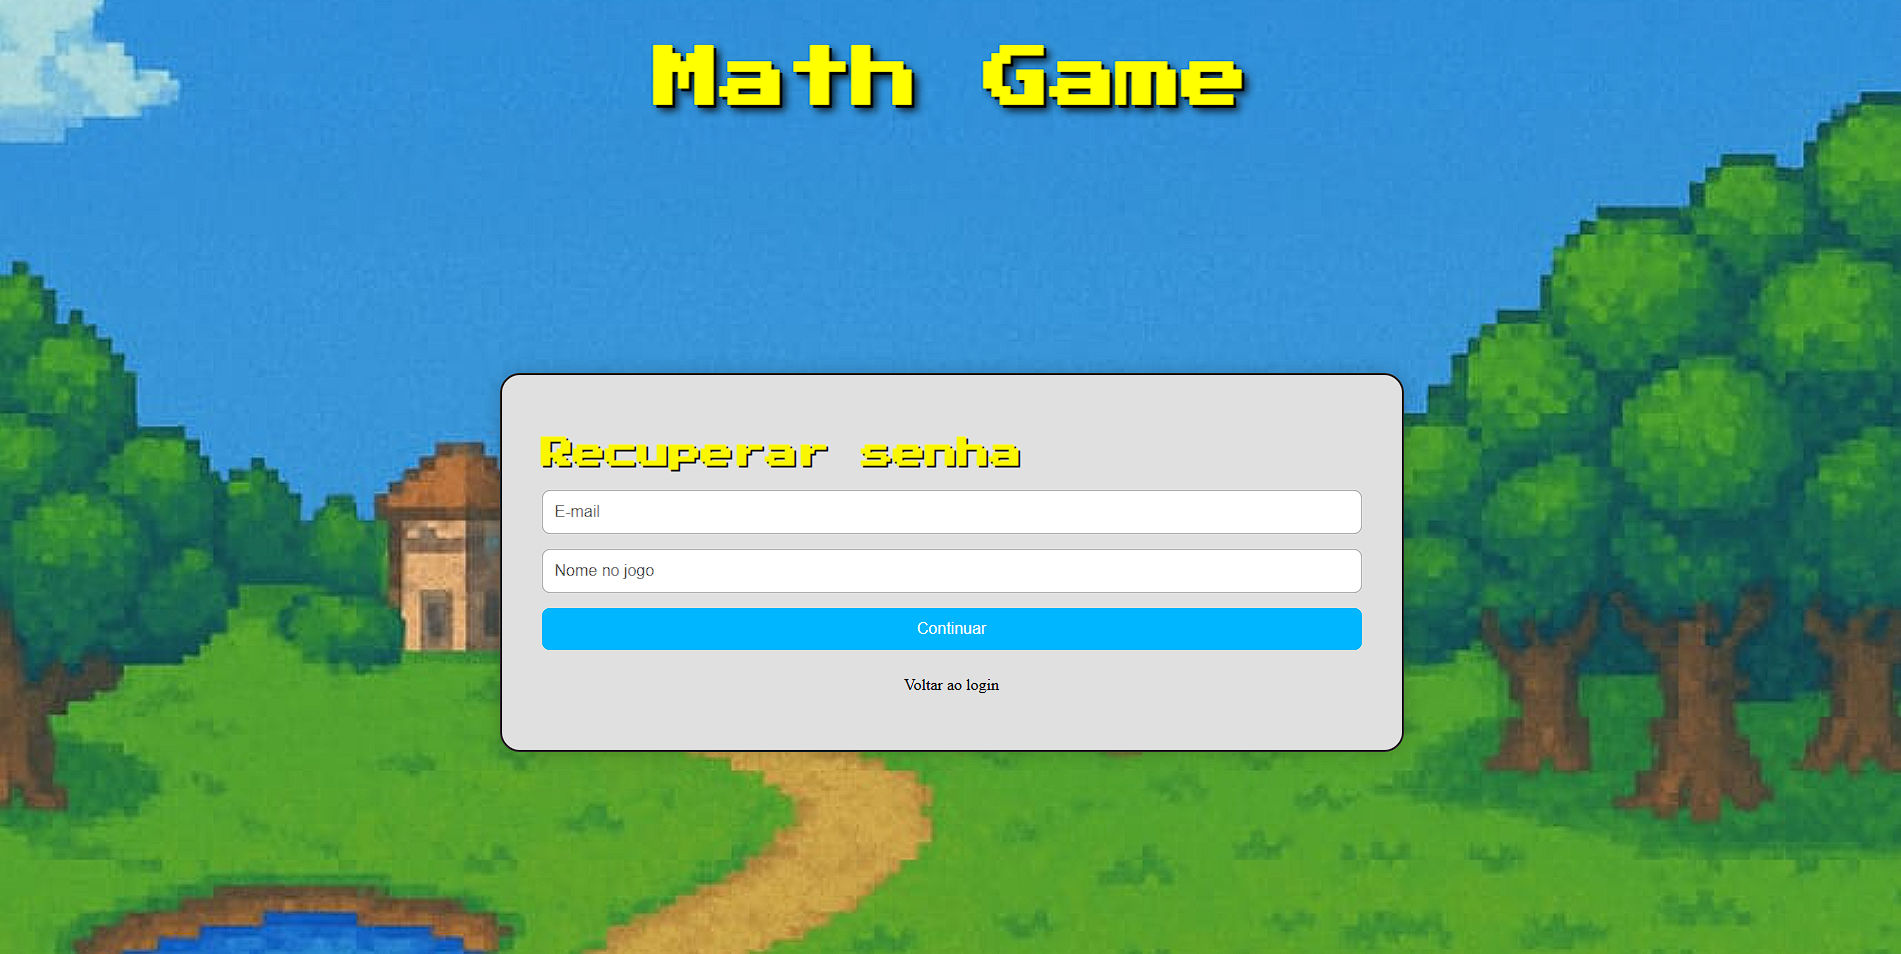 Math Game
Recuperar senha
E-mail
Nome no jogo
Continuar
Voltar ao login